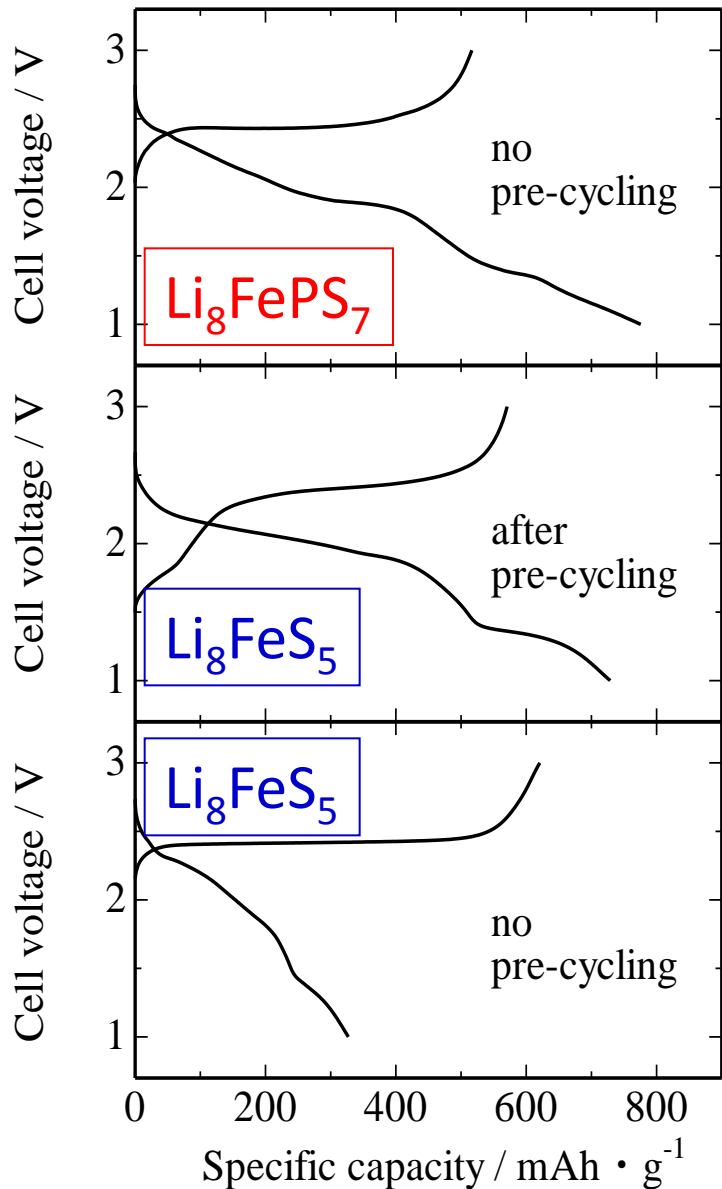 Cell voltage / V
3
2
1
no
pre-cycling
Li₈FePS₇
Cell voltage / V
3
2
1
after
pre-cycling
Li₈FeS₅
Cell voltage / V
3
2
1
Li₈FeS₅
no
pre-cycling
0 200 400 600 800
Specific capacity / mAh・g⁻¹